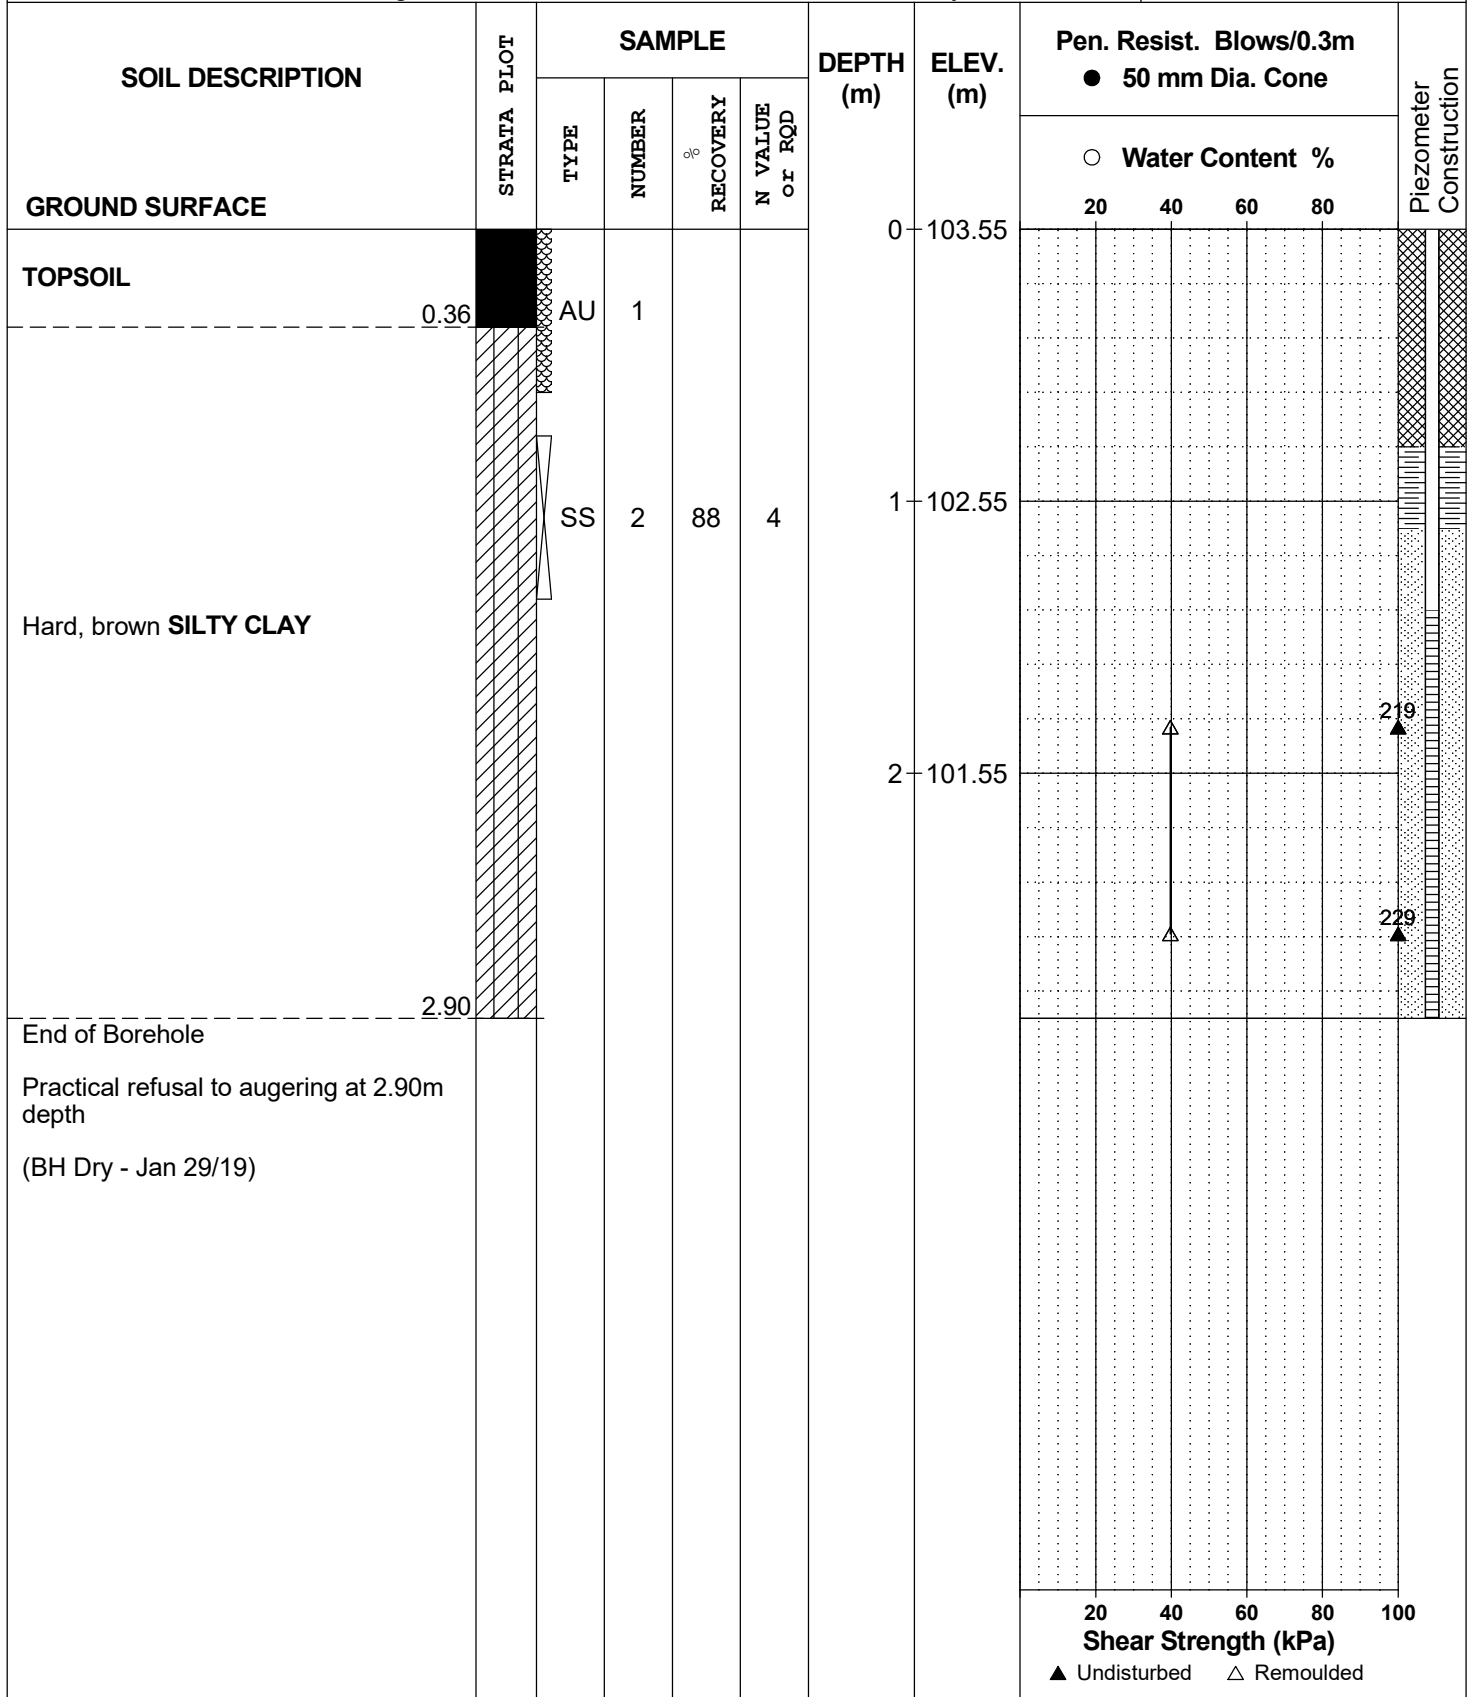 SOIL DESCRIPTION
GROUND SURFACE
STRATA PLOT
SAMPLE
TYPE
NUMBER
%
RECOVERY
N VALUE
or RQD
DEPTH
(m)
ELEV.
(m)
Pen. Resist. Blows/0.3m
● 50 mm Dia. Cone
○ Water Content %
20 40 60 80
Piezometer
Construction
0 103.55
TOPSOIL
0.36
AU 1
1 102.55
SS 2 88 4
Hard, brown SILTY CLAY
219
2 101.55
229
2.90
End of Borehole
Practical refusal to augering at 2.90m
depth
(BH Dry - Jan 29/19)
20 40 60 80 100
Shear Strength (kPa)
▲ Undisturbed △ Remoulded